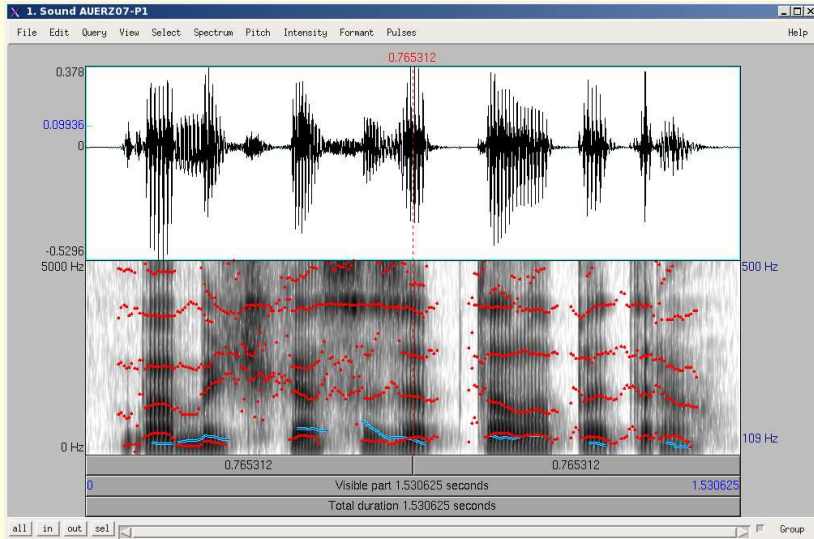 1. Sound AUERZ07-P1
File Edit Query View Select Spectrum Pitch Intensity Formant Pulses Help
0.765312
0.378
0.09936
0
-0.5296
5000 Hz 500 Hz
109 Hz
0 Hz
0.765312 0.765312
0 Visible part 1.530625 seconds 1.530625
Total duration 1.530625 seconds
all in out sel Group